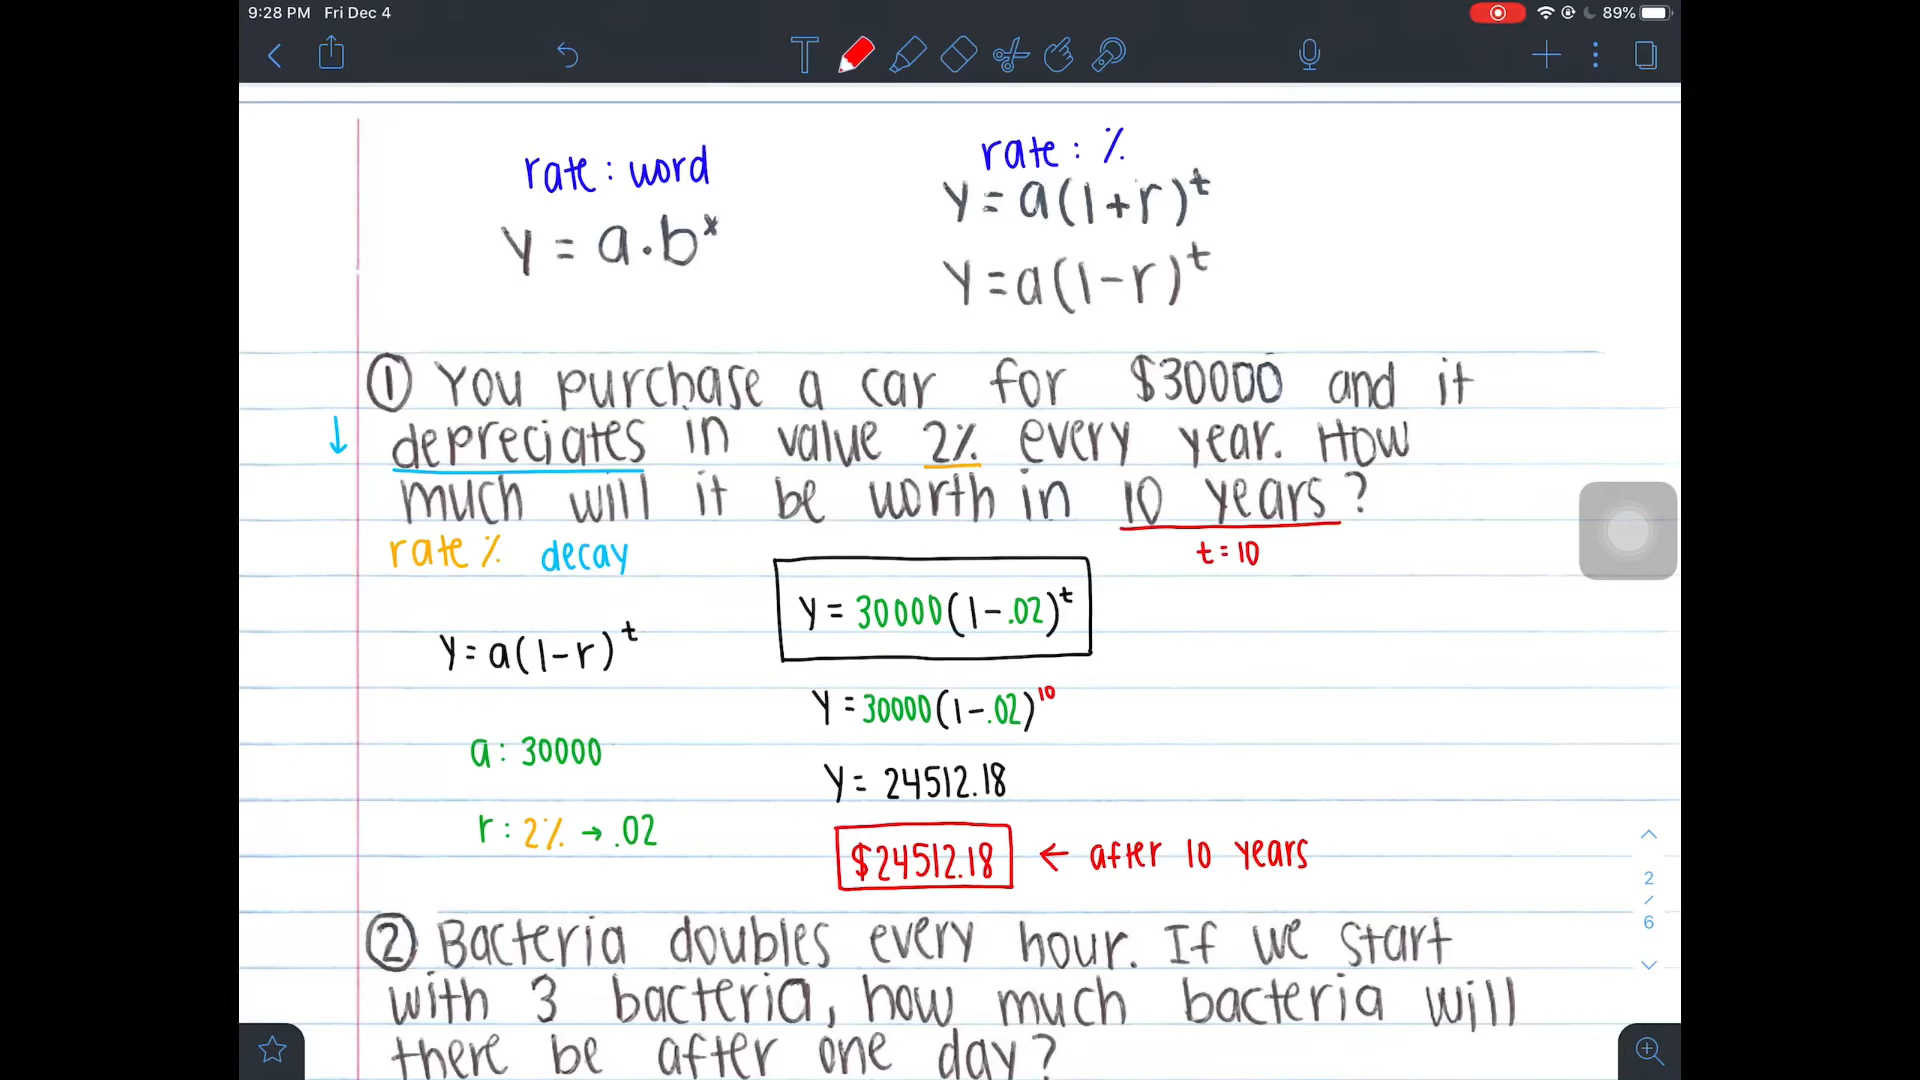 9:28 PM Fri Dec 4
89%
rate: word
rate: %
y = a·bˣ
y = a(1+r)ᵗ
y = a(1-r)ᵗ
① You purchase a car for $30000 and it
↓ depreciates in value 2% every year. How
much will it be worth in 10 years?
rate % decay
t = 10
y = 30000(1-.02)ᵗ
y = a(1-r)ᵗ
y = 30000(1-.02)¹⁰
a: 30000
y = 24512.18
r: 2% → .02
$24512.18 ← after 10 years
2
/
6
② Bacteria doubles every hour. If we start
with 3 bacteria, how much bacteria will
there be after one day?